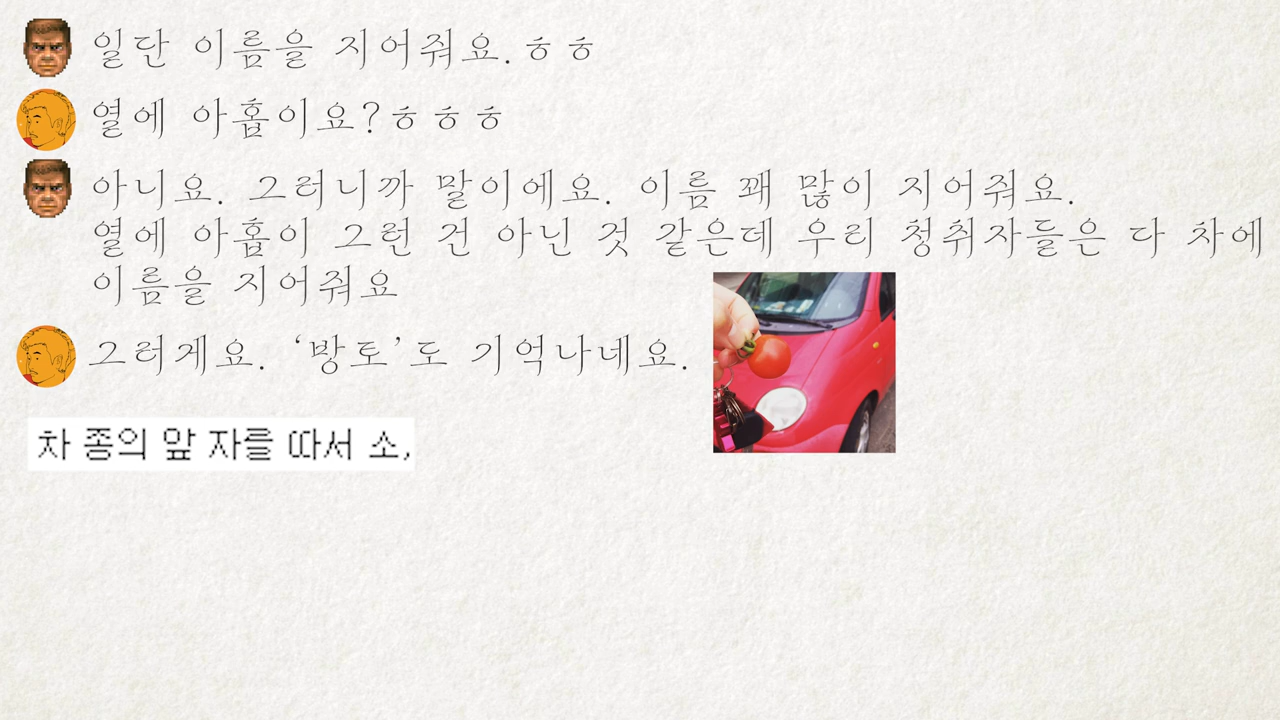 일단 이름을 지어줘요.ㅎㅎ
열에 아홉이요?ㅎㅎㅎ
아니요. 그러니까 말이에요. 이름 꽤 많이 지어줘요.
열에 아홉이 그런 건 아닌 것 같은데 우리 청취자들은 다 차에
이름을 지어줘요
그러게요. ‘망토’도 기억나네요.
차 종의 앞 자를 따서 소,